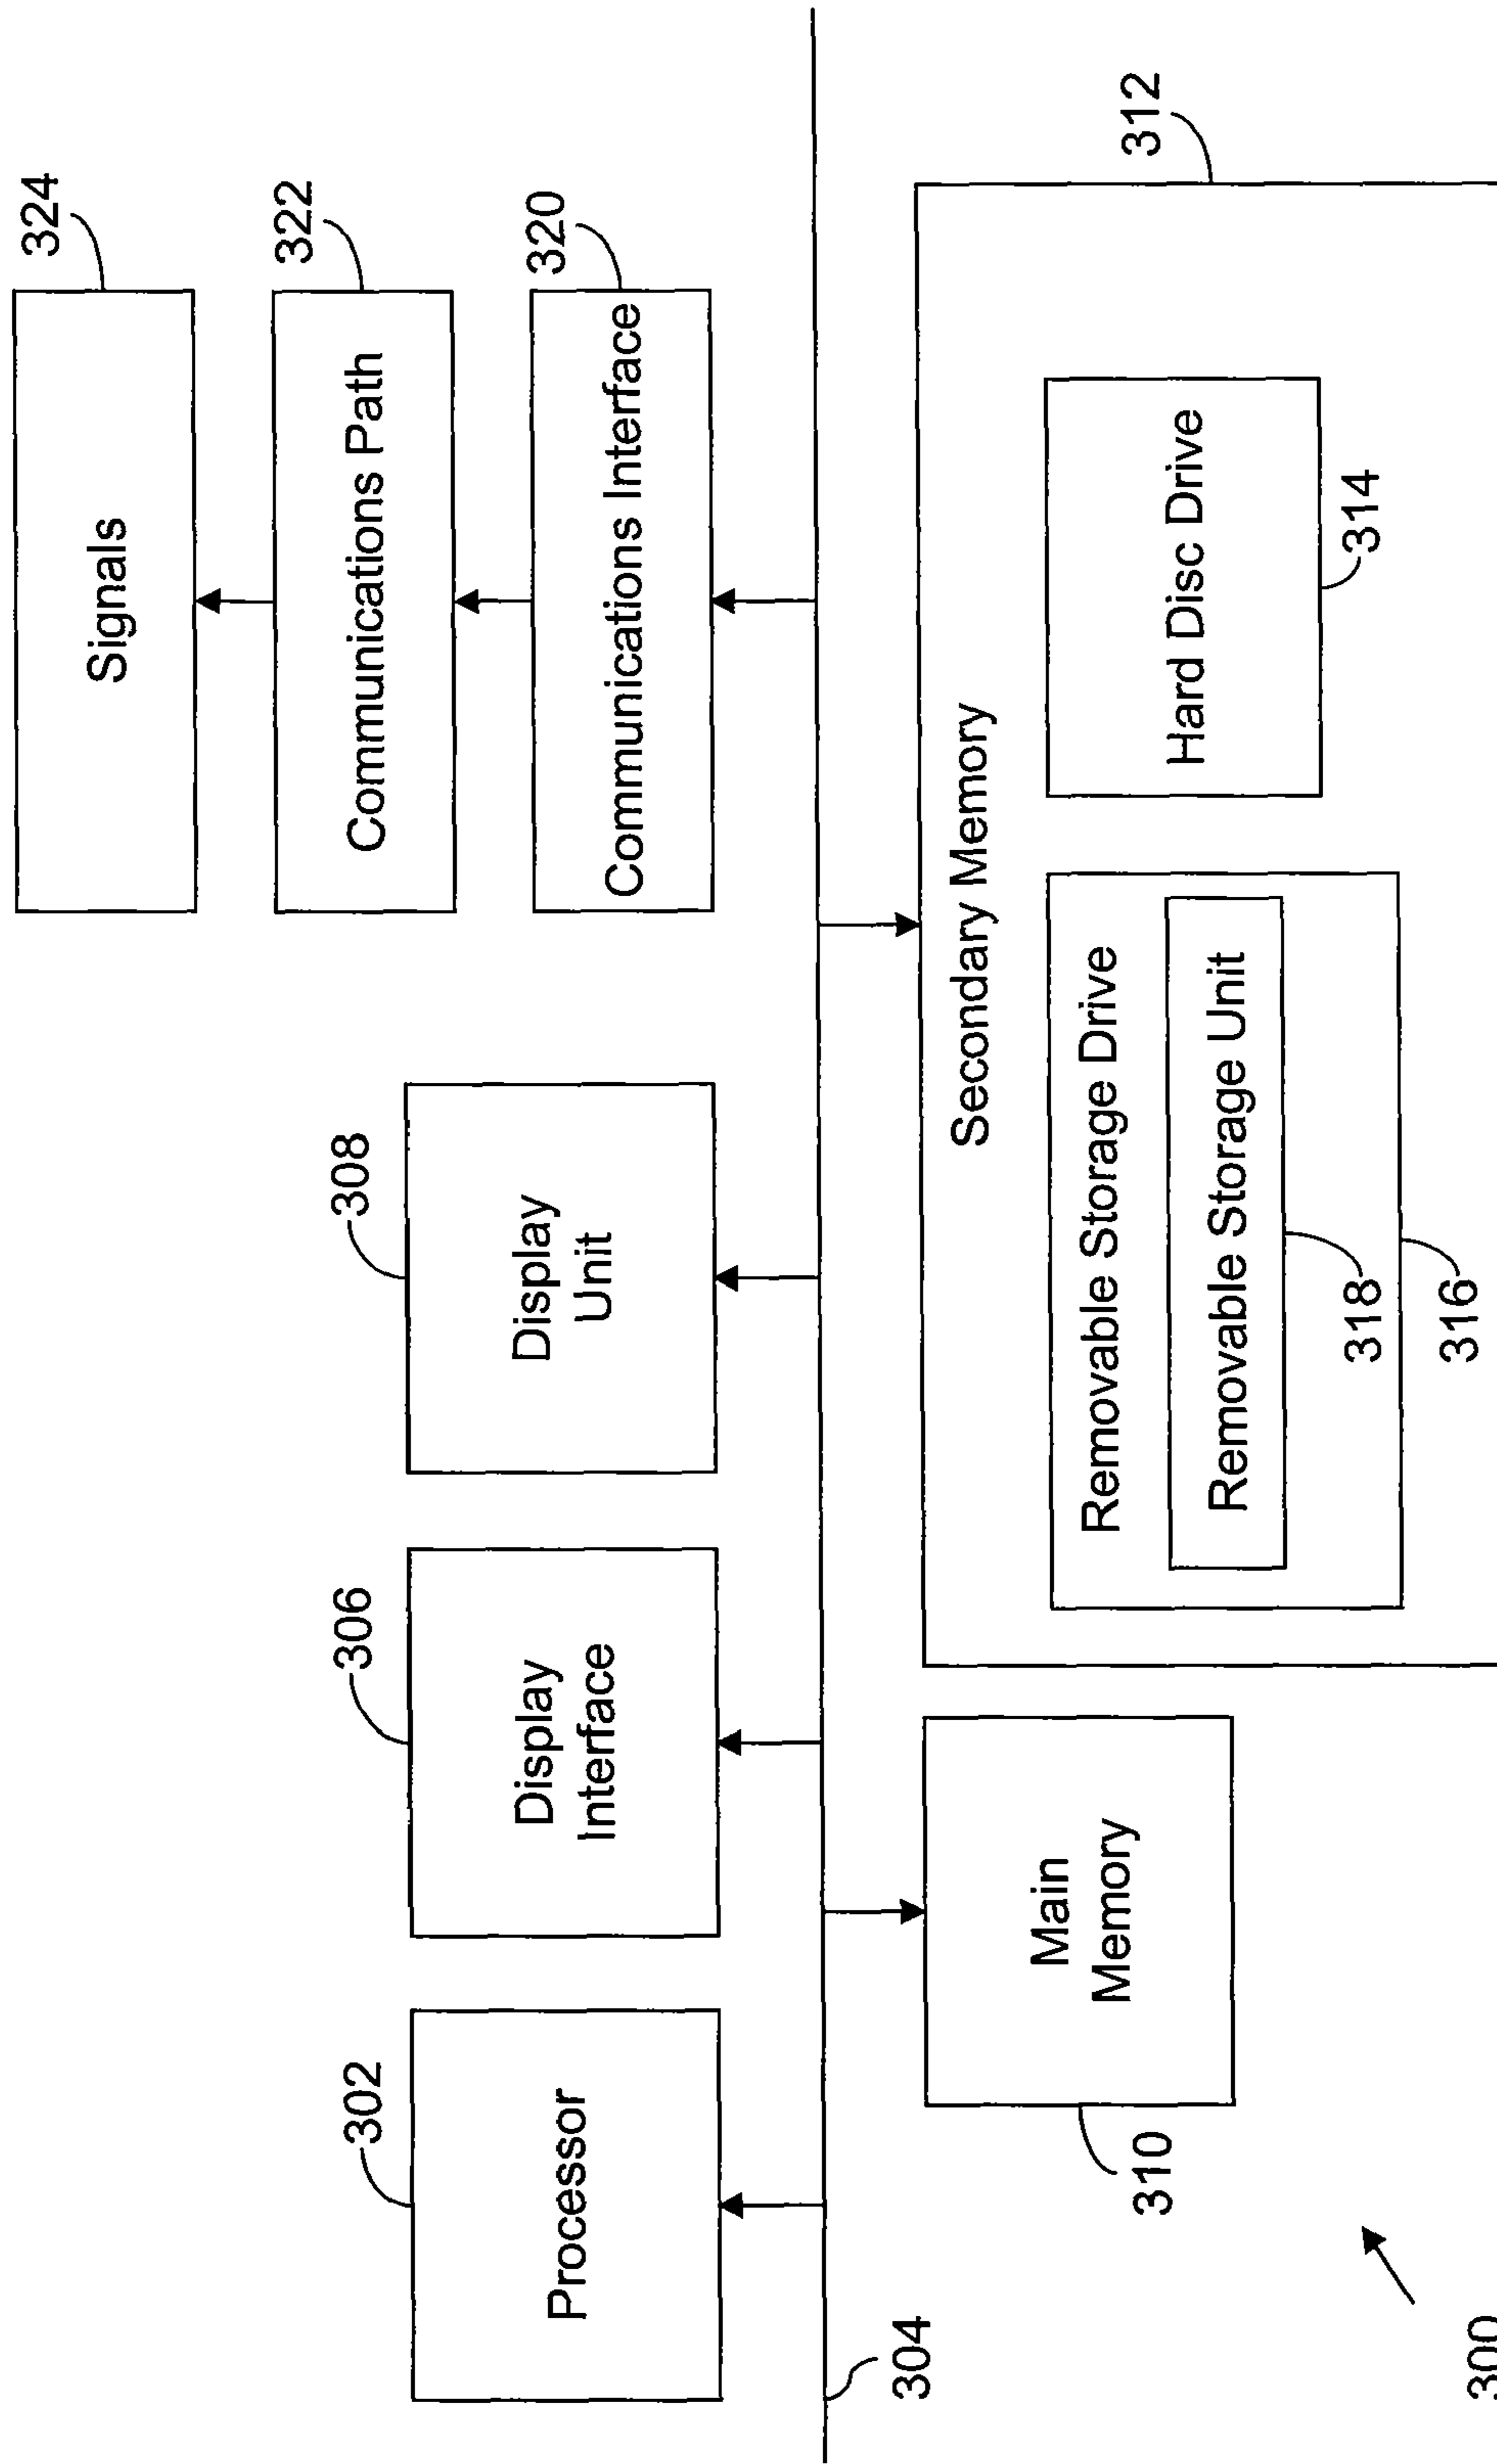 324
Signals
322
Communications Path
320
Communications Interface
308
Display
Unit
306
Display
Interface
302
Processor
304
310
Main
Memory
312
Secondary Memory
Removable Storage Drive
Removable Storage Unit
318
316
Hard Disc Drive
314
300